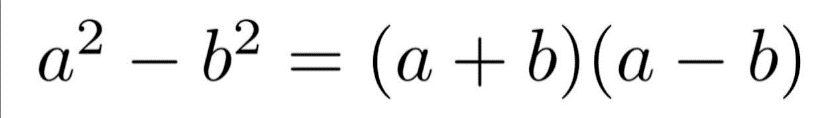 a² − b² = (a + b)(a − b)